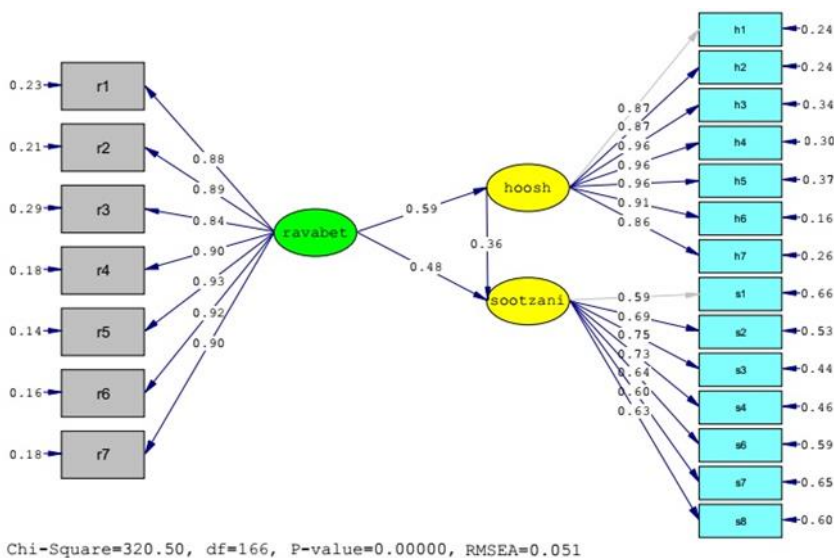 0.23 r1
0.21 r2
0.29 r3
0.18 r4
0.14 r5
0.16 r6
0.18 r7
0.88
0.89
0.84
0.90
0.93
0.92
0.90
ravabet
0.59
0.48
hoosh
0.36
sootzani
0.87
0.87
0.96
0.96
0.96
0.91
0.86
0.59
0.69
0.75
0.73
0.64
0.60
0.63
h1 0.24
h2 0.24
h3 0.34
h4 0.30
h5 0.37
h6 0.16
h7 0.26
s1 0.66
s2 0.53
s3 0.44
s4 0.46
s6 0.59
s7 0.65
s8 0.60
Chi-Square=320.50, df=166, P-value=0.00000, RMSEA=0.051